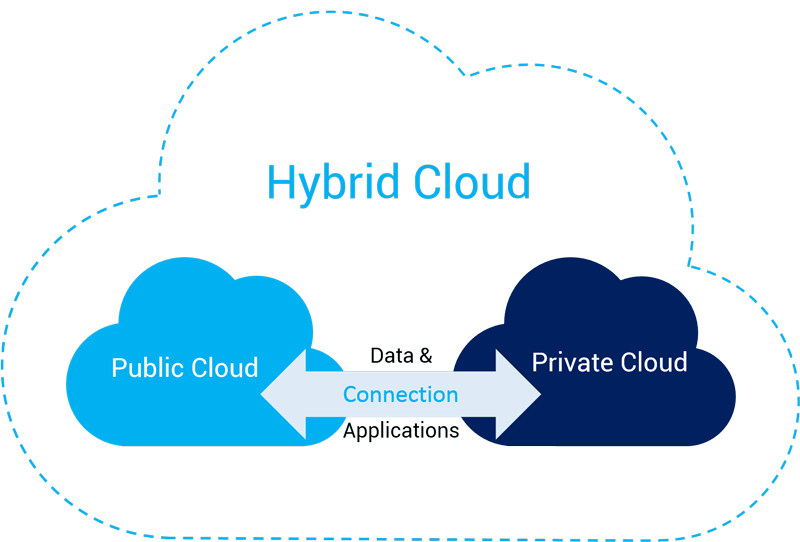 Hybrid Cloud
Public Cloud
Data &
Connection
Applications
Private Cloud